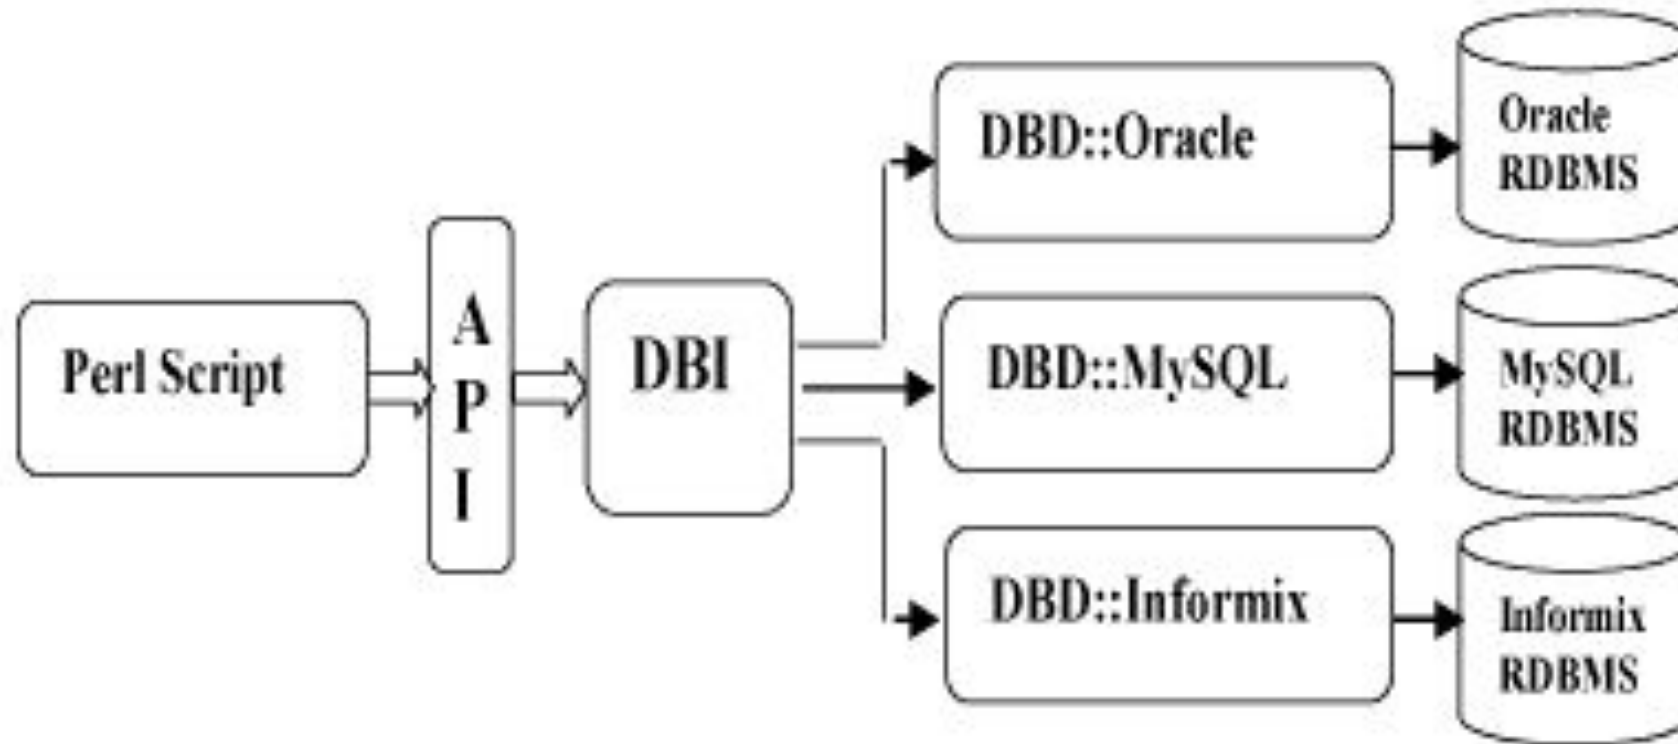 Perl Script
A
P
I
DBI
DBD::Oracle
Oracle
RDBMS
DBD::MySQL
MySQL
RDBMS
DBD::Informix
Informix
RDBMS